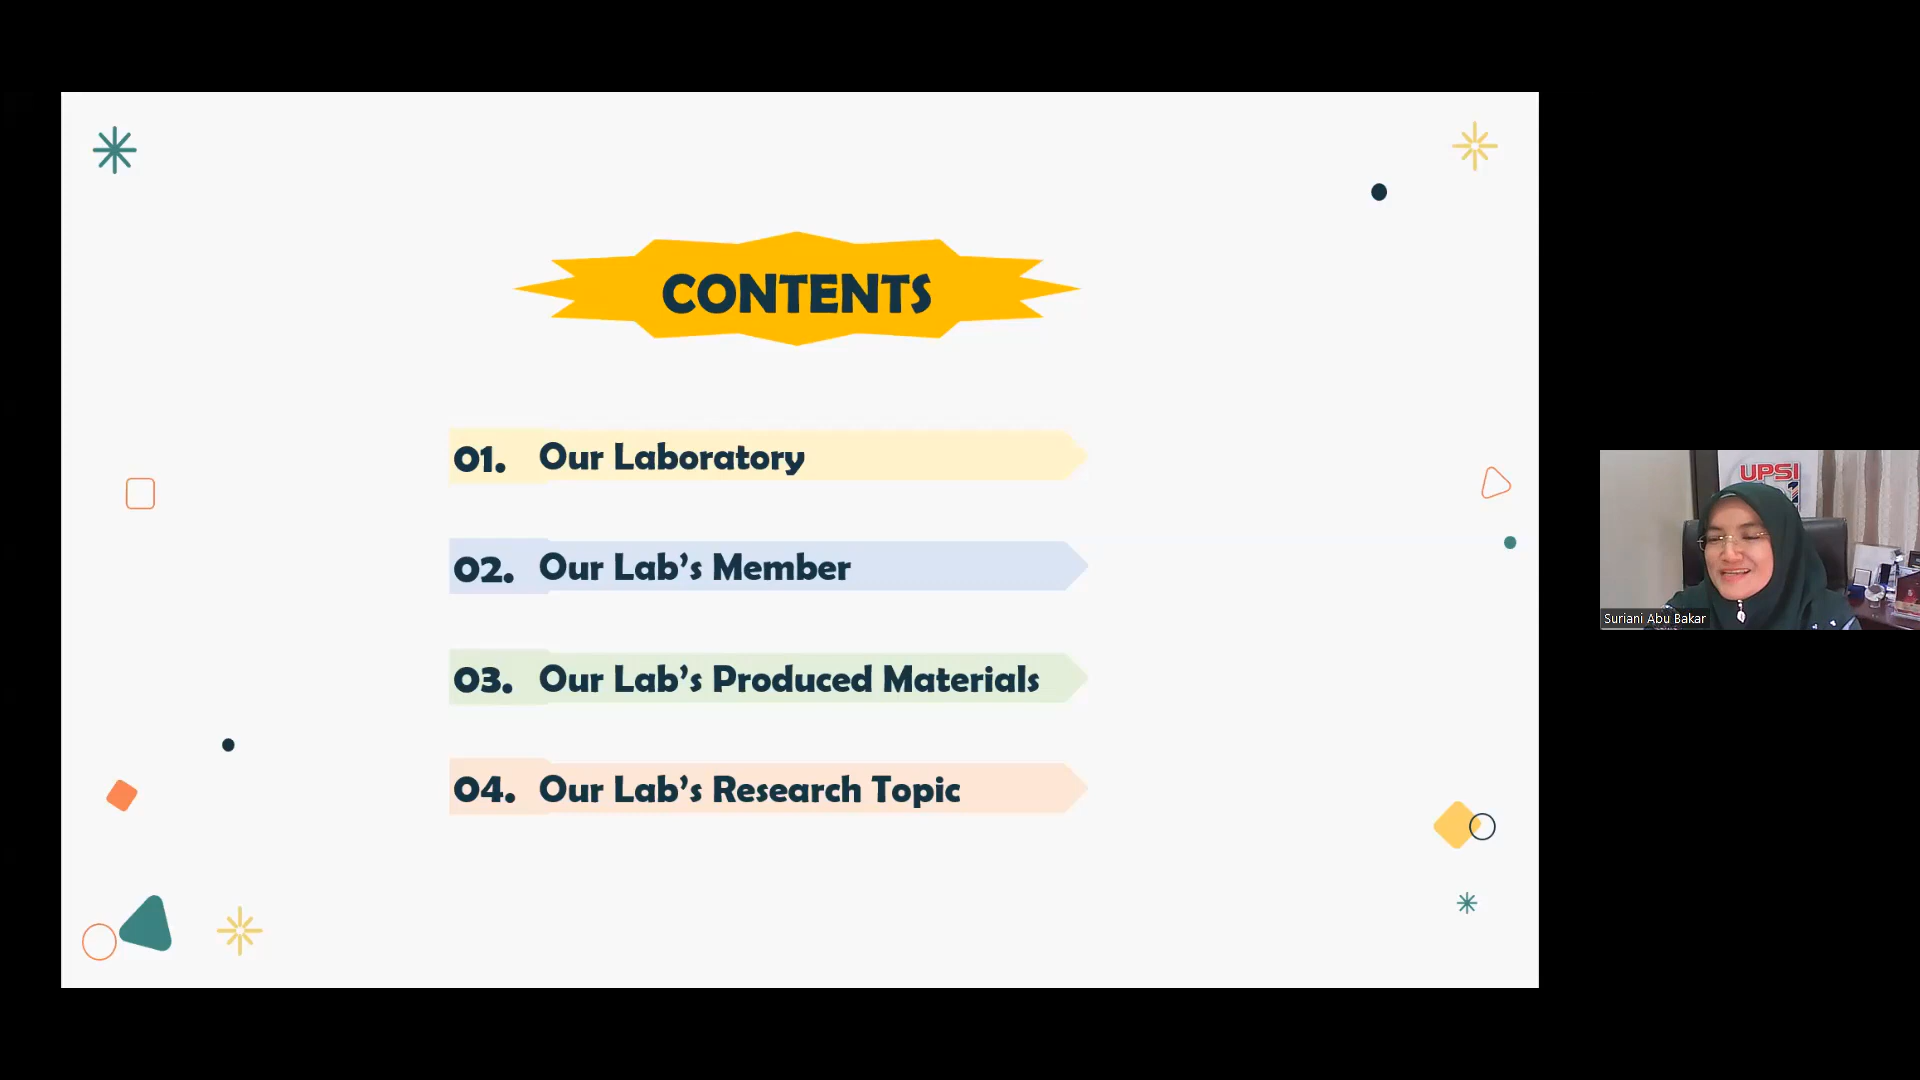 CONTENTS
01. Our Laboratory
02. Our Lab's Member
03. Our Lab's Produced Materials
04. Our Lab's Research Topic
UPSI
1
Suriani Abu Bakar